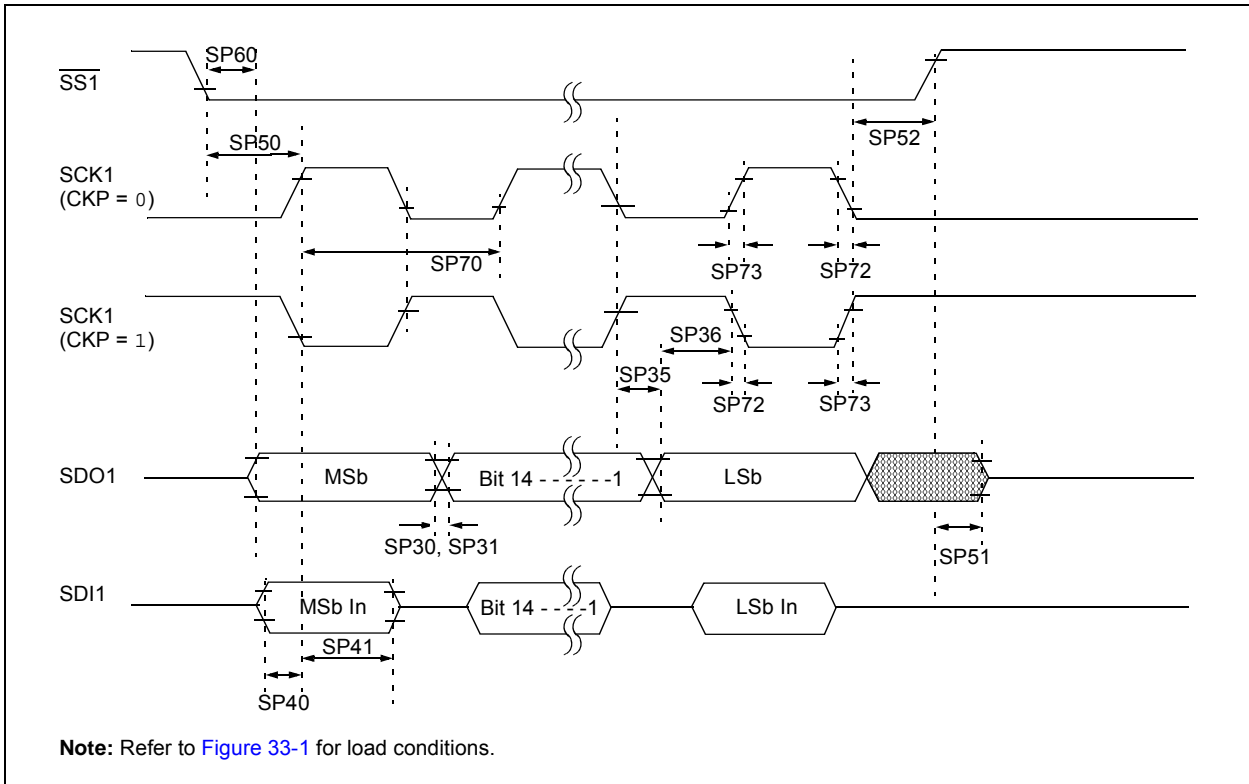 SP60
SS1
SP50
SP52
SCK1
(CKP = 0)
SP70
SP73
SP72
SCK1
(CKP = 1)
SP36
SP35
SP72
SP73
SDO1
MSb
Bit 14 - - - - - -1
LSb
SP30, SP31
SP51
SDI1
MSb In
Bit 14 - - - -1
LSb In
SP41
SP40
Note: Refer to Figure 33-1 for load conditions.